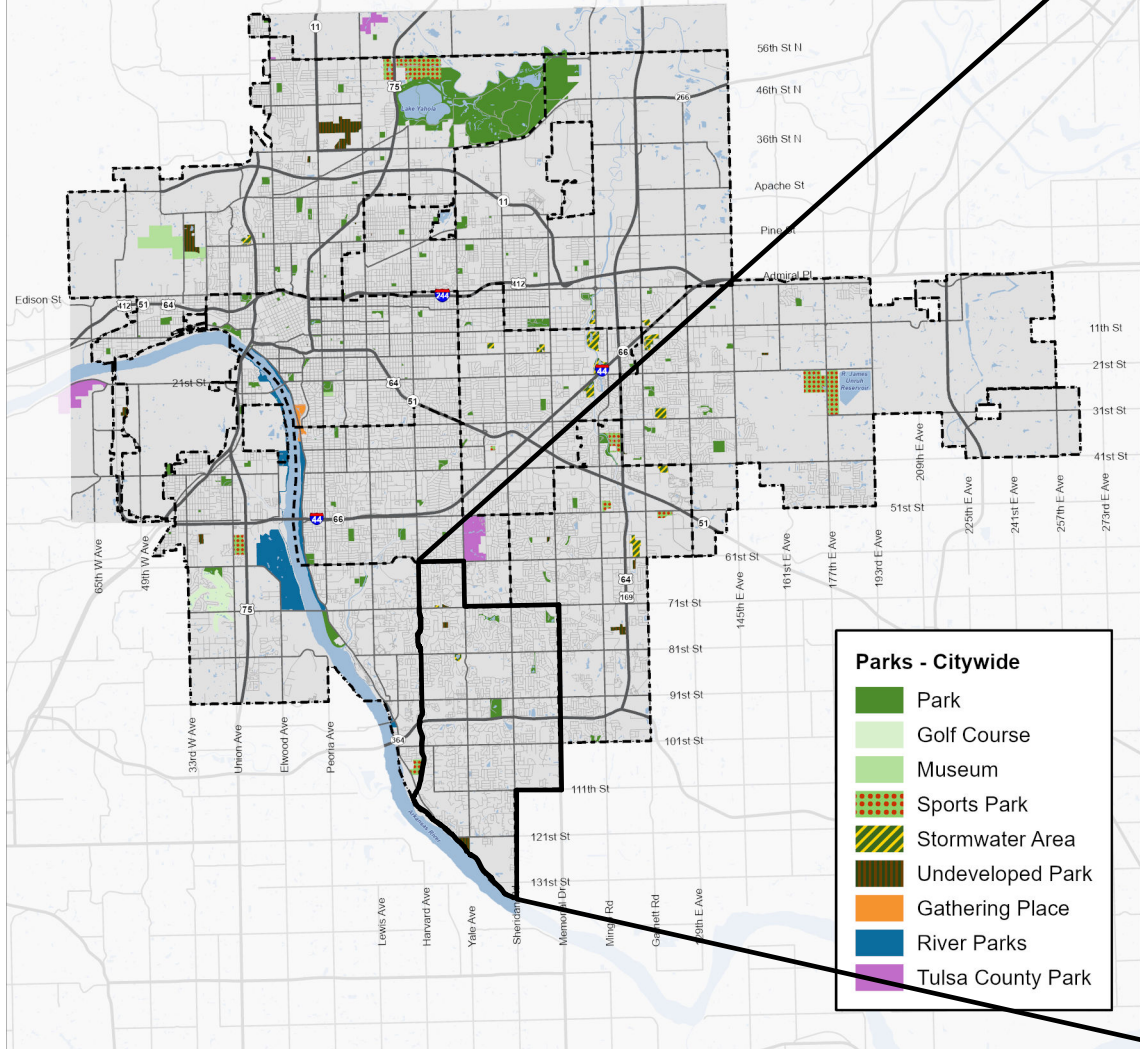 11
56th St N
75
46th St N
266
Lake Yahola
36th St N
Apache St
11
Pine St
Admiral Pl
412
Edison St
412
51
64
244
11th St
66
21st St
44
21st St
64
R. James
Unruh
Reservoir
51
31st St
209th E Ave
41st St
51st St
225th E Ave
241st E Ave
257th E Ave
273rd E Ave
44
66
51
65th W Ave
49th W Ave
61st St
161st E Ave
177th E Ave
193rd E Ave
64
169
145th E Ave
75
71st St
81st St
91st St
33rd W Ave
Union Ave
Elwood Ave
Peoria Ave
364
101st St
111th St
Arkansas River
121st St
131st St
Lewis Ave
Harvard Ave
Yale Ave
Memorial Dr
Garnett Rd
129th E Ave
Parks - Citywide
Park
Golf Course
Museum
Sports Park
Stormwater Area
Undeveloped Park
Gathering Place
River Parks
Tulsa County Park